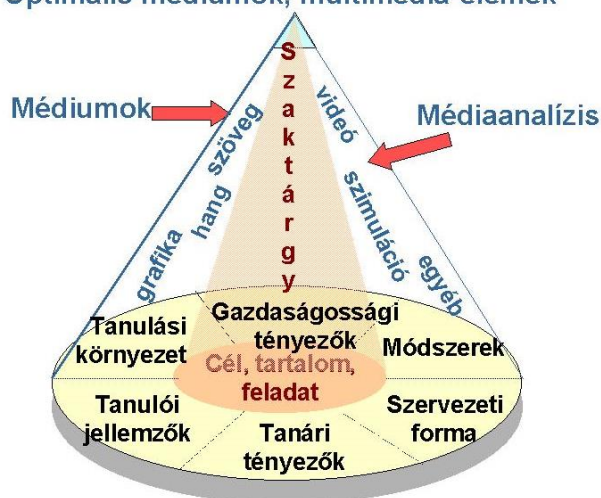 Optimális médiumok, multimédia elemek
Szaktárgy
Médiumok
Médiaanalízis
szöveg
videó
hang
szimuláció
grafika
egyéb
Gazdaságossági
tényezők
Tanulási
környezet
Módszerek
Cél, tartalom,
feladat
Tanulói
jellemzők
Szervezeti
forma
Tanári
tényezők